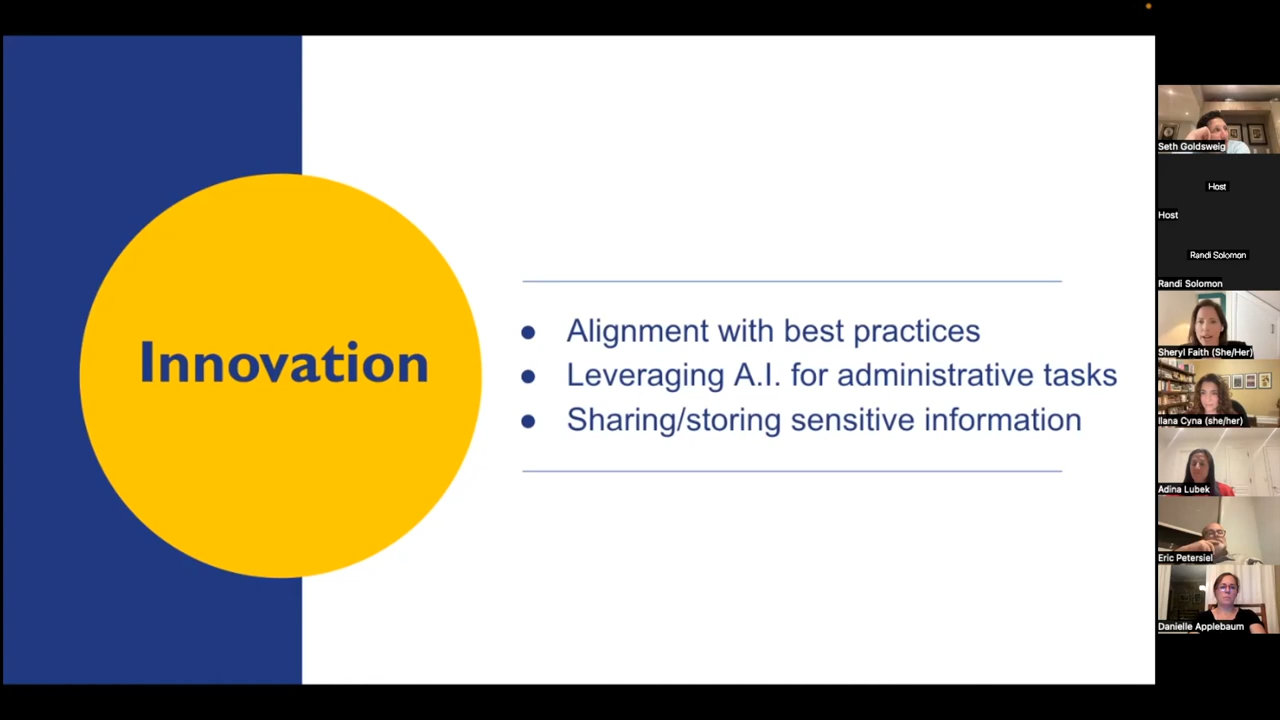 Innovation
● Alignment with best practices
● Leveraging A.I. for administrative tasks
● Sharing/storing sensitive information
Seth Goldsweig
Host
Host
Randi Solomon
Randi Solomon
Sheryl Faith (She/Her)
Ilana Cyna (she/her)
Adina Lubek
Eric Petersiel
Danielle Applebaum